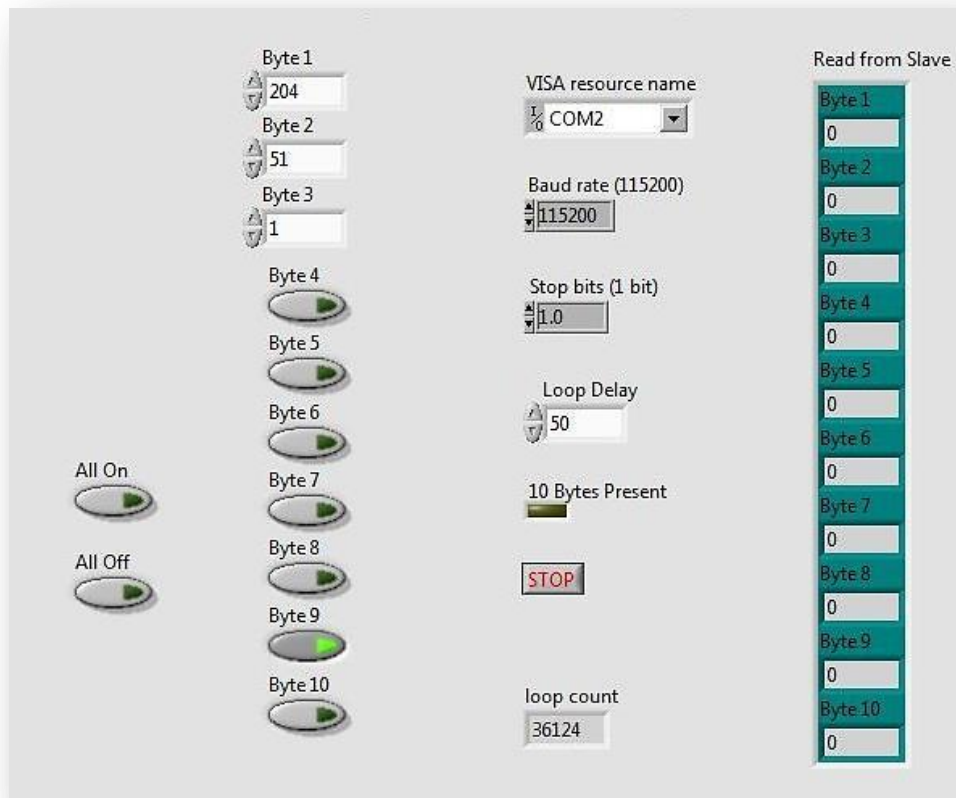 Byte 1
204
Byte 2
51
Byte 3
1
Byte 4
Byte 5
Byte 6
Byte 7
Byte 8
Byte 9
Byte 10
All On
All Off
VISA resource name
I/O COM2
Baud rate (115200)
115200
Stop bits (1 bit)
1.0
Loop Delay
50
10 Bytes Present
STOP
loop count
36124
Read from Slave
Byte 1
0
Byte 2
0
Byte 3
0
Byte 4
0
Byte 5
0
Byte 6
0
Byte 7
0
Byte 8
0
Byte 9
0
Byte 10
0